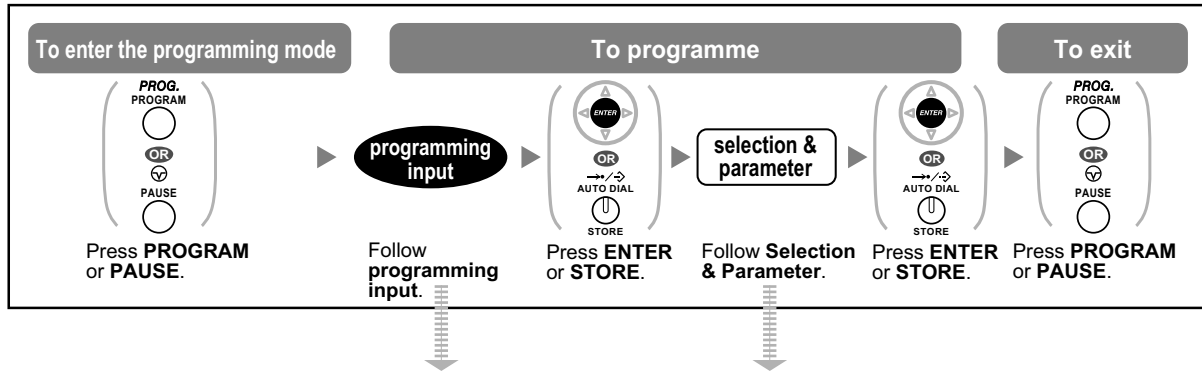 To enter the programming mode
To programme
To exit
PROG.
PROGRAM
OR
PAUSE
Press PROGRAM
or PAUSE.
programming
input
Follow
programming
input.
ENTER
OR
AUTO DIAL
STORE
Press ENTER
or STORE.
selection &
parameter
Follow Selection
& Parameter.
ENTER
OR
AUTO DIAL
STORE
Press ENTER
or STORE.
PROG.
PROGRAM
OR
PAUSE
Press PROGRAM
or PAUSE.